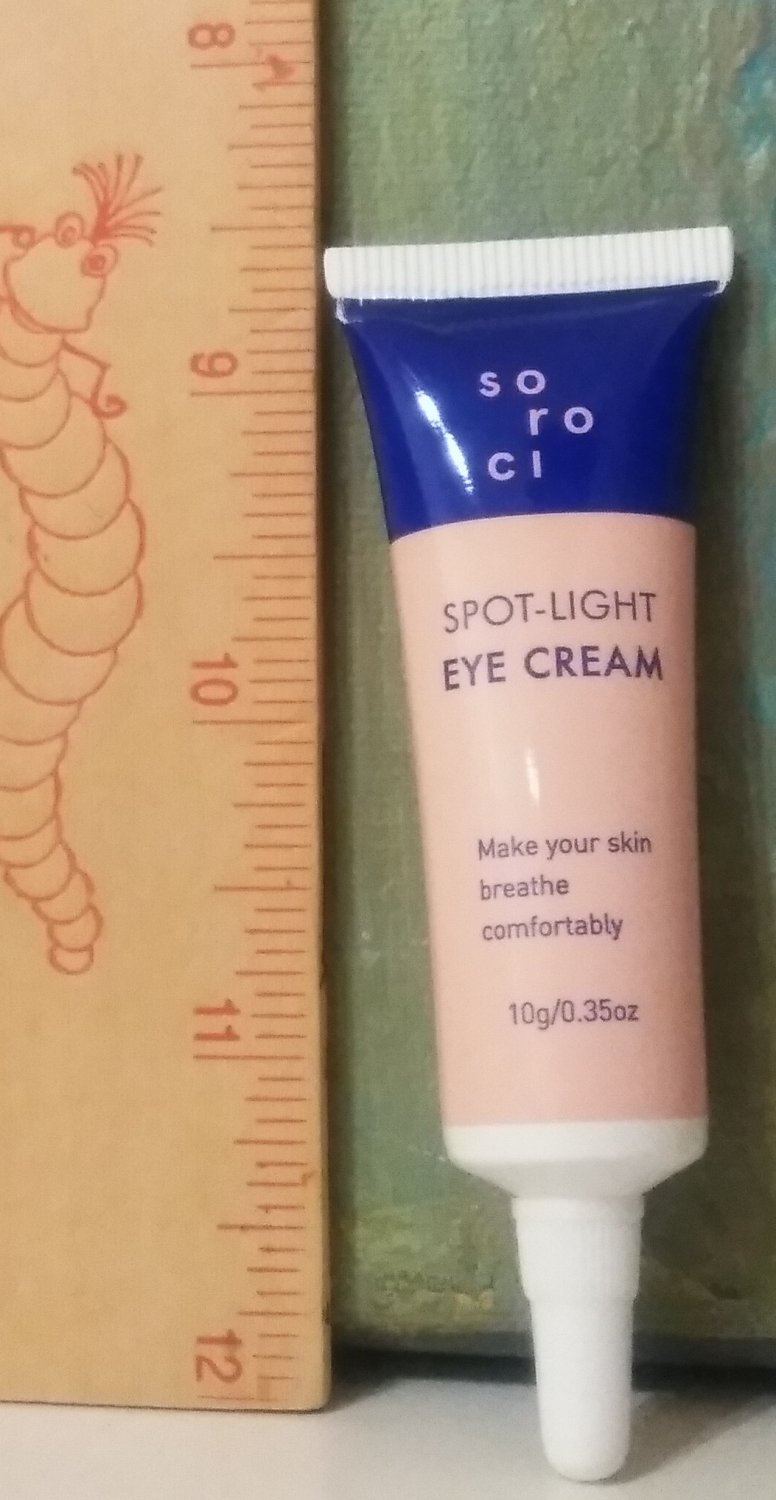 8
9
10
11
12
so
ro
ci
SPOT-LIGHT
EYE CREAM
Make your skin
breathe
comfortably
10g/0.35oz